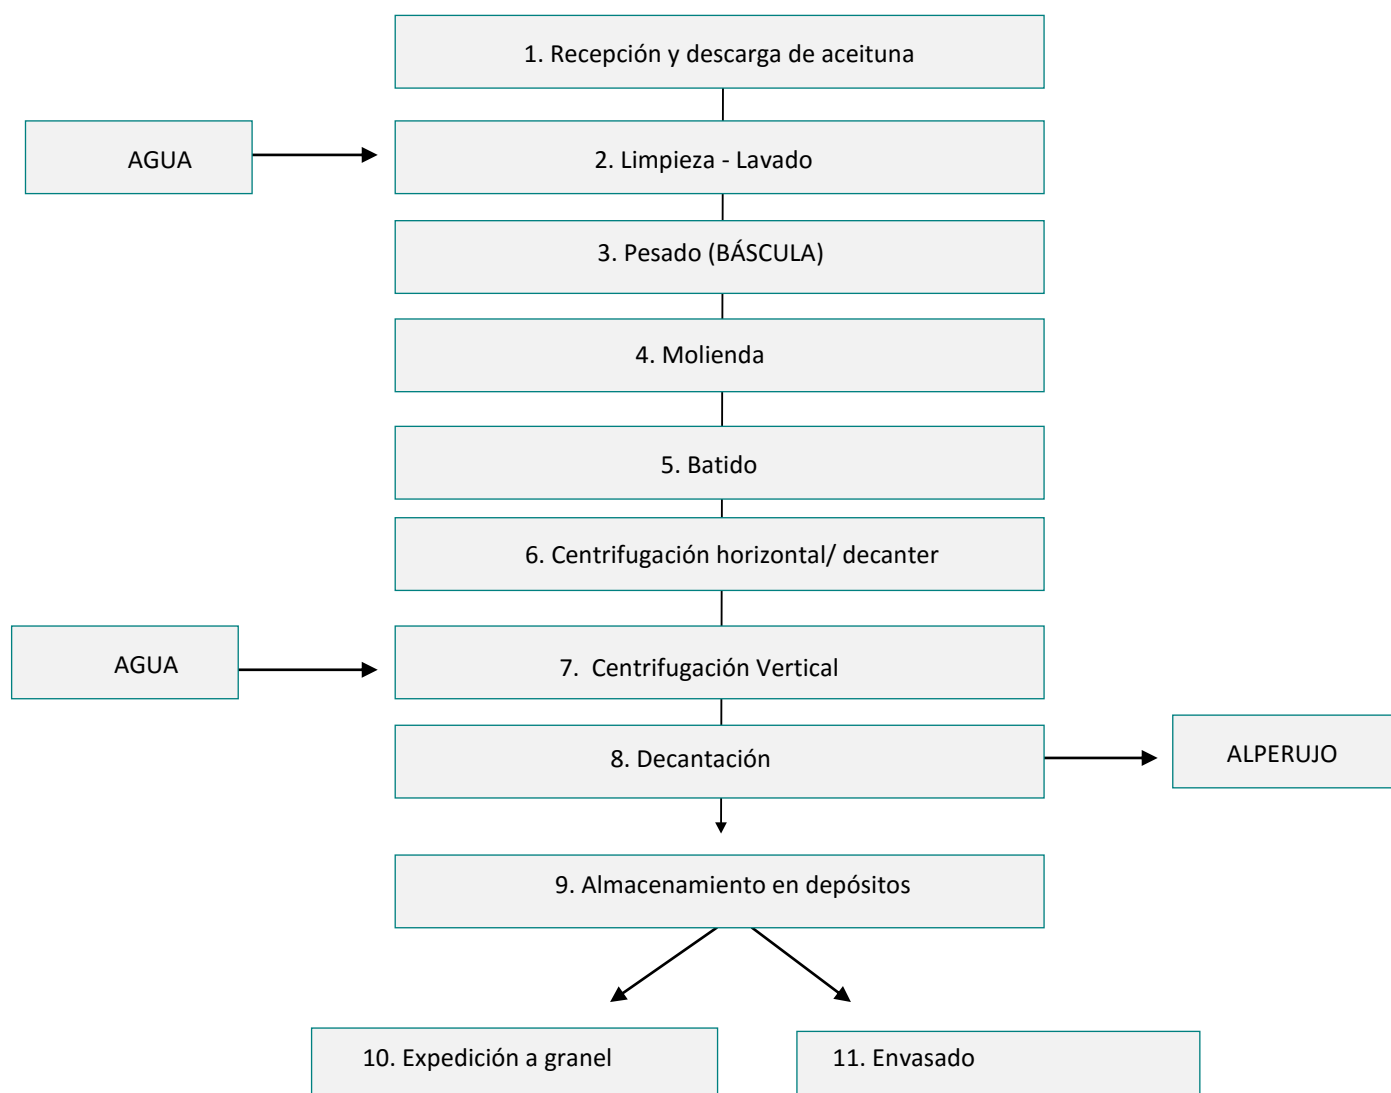 1. Recepción y descarga de aceituna
AGUA
2. Limpieza - Lavado
3. Pesado (BÁSCULA)
4. Molienda
5. Batido
6. Centrifugación horizontal/ decanter
AGUA
7. Centrifugación Vertical
8. Decantación
ALPERUJO
9. Almacenamiento en depósitos
10. Expedición a granel
11. Envasado